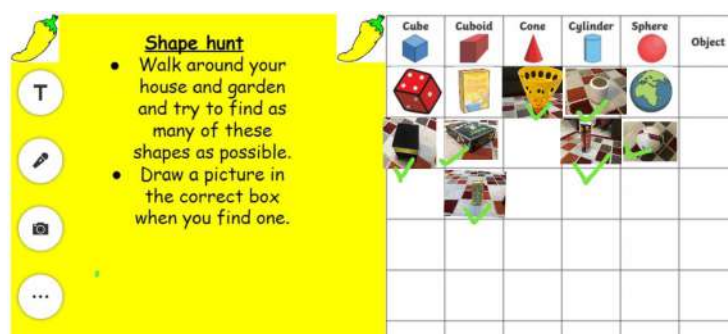 Shape hunt
● Walk around your
house and garden
and try to find as
many of these
shapes as possible.
● Draw a picture in
the correct box
when you find one.
T
Cube Cuboid Cone Cylinder Sphere Object